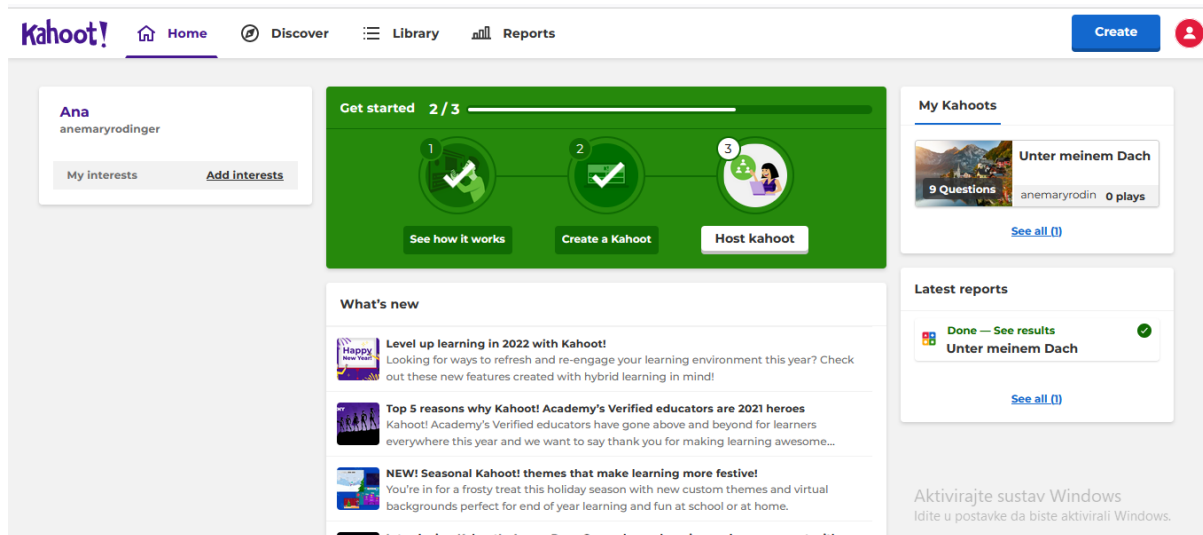 Kahoot! Home Discover Library Reports Create
Ana
anemaryrodinger
My interests Add interests
Get started 2 / 3
1 2 3
See how it works Create a Kahoot Host kahoot
What's new
Happy
New Year!
Level up learning in 2022 with Kahoot!
Looking for ways to refresh and re-engage your learning environment this year? Check
out these new features created with hybrid learning in mind!
Top 5 reasons why Kahoot! Academy's Verified educators are 2021 heroes
Kahoot! Academy's Verified educators have gone above and beyond for learners
everywhere this year and we want to say thank you for making learning awesome...
NEW! Seasonal Kahoot! themes that make learning more festive!
You're in for a frosty treat this holiday season with new custom themes and virtual
backgrounds perfect for end of year learning and fun at school or at home.
My Kahoots
Unter meinem Dach
9 Questions
anemaryrodin 0 plays
See all (1)
Latest reports
Done — See results
Unter meinem Dach
See all (1)
Aktivirajte sustav Windows
Idite u postavke da biste aktivirali Windows.